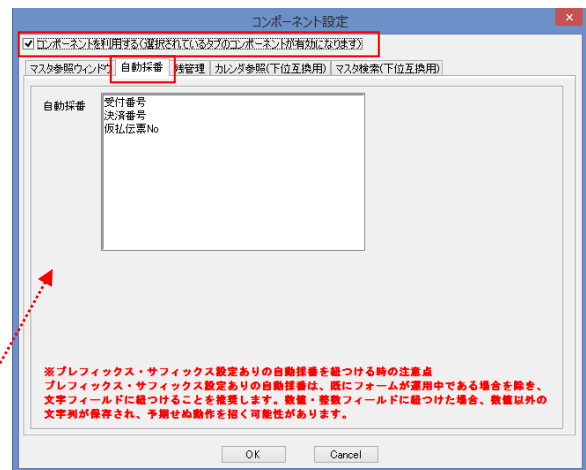 コンポーネント設定
コンポーネントを利用する(選択されているタブのコンポーネントが有効になります)
マスタ参照ウィンドウ 自動採番 残管理 カレンダ参照(下位互換用) マスタ検索(下位互換用)
自動採番
受付番号
決済番号
仮払伝票No
※プレフィックス・サフィックス設定ありの自動採番を紐つける時の注意点
プレフィックス・サフィックス設定ありの自動採番は、既にフォームが運用中である場合を除き、
文字フィールドに紐つけることを推奨します。数値・整数フィールドに紐つけた場合、数値以外の
文字列が保存され、予期せぬ動作を招く可能性があります。
OK Cancel